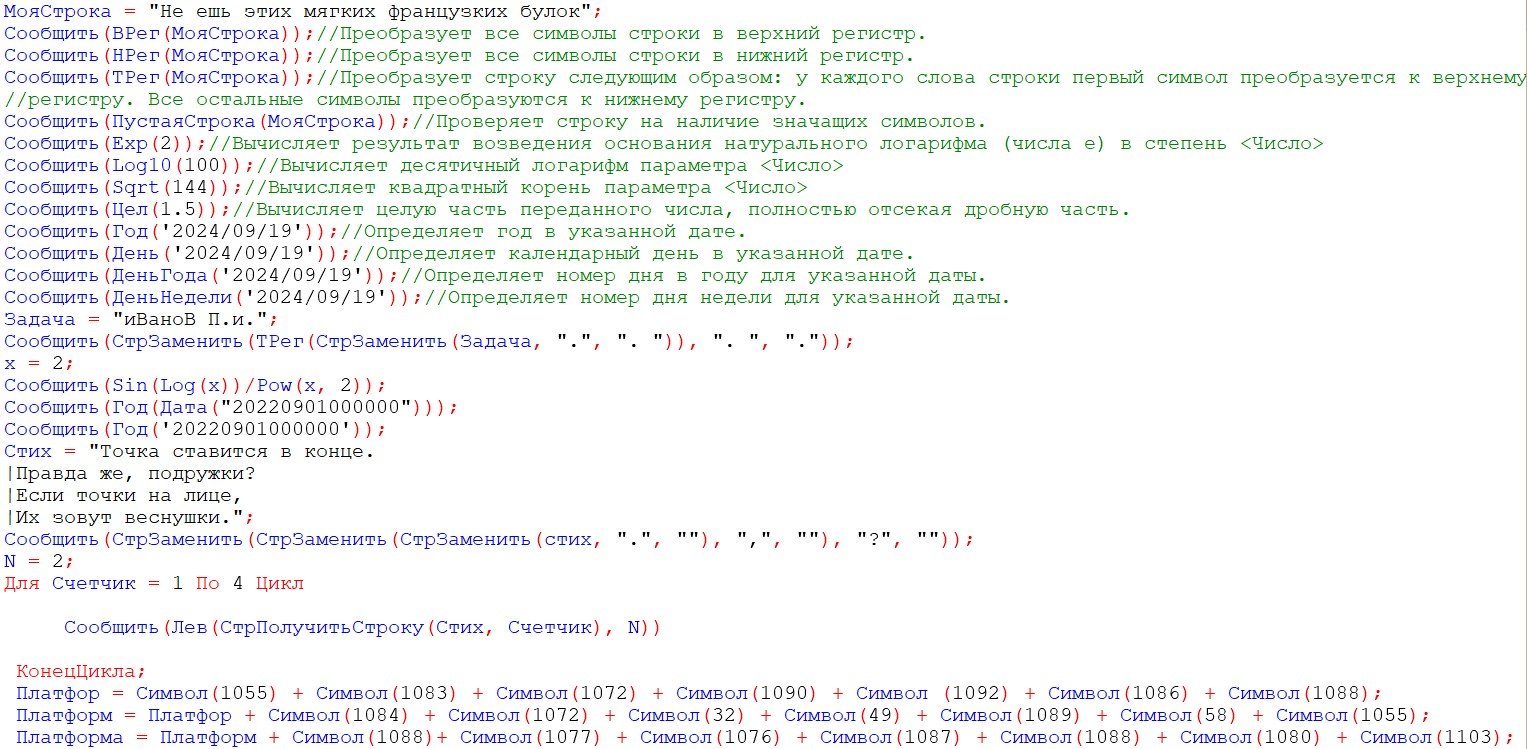 МояСтрока = "Не ешь этих мягких французких булок";
Сообщить(ВРег(МояСтрока));//Преобразует все символы строки в верхний регистр.
Сообщить(НРег(МояСтрока));//Преобразует все символы строки в нижний регистр.
Сообщить(ТРег(МояСтрока));//Преобразует строку следующим образом: у каждого слова строки первый символ преобразуется к верхнему
//регистру. Все остальные символы преобразуются к нижнему регистру.
Сообщить(ПустаяСтрока(МояСтрока));//Проверяет строку на наличие значащих символов.
Сообщить(Exp(2));//Вычисляет результат возведения основания натурального логарифма (числа е) в степень <Число>
Сообщить(Log10(100));//Вычисляет десятичный логарифм параметра <Число>
Сообщить(Sqrt(144));//Вычисляет квадратный корень параметра <Число>
Сообщить(Цел(1.5));//Вычисляет целую часть переданного числа, полностью отсекая дробную часть.
Сообщить(Год('2024/09/19'));//Определяет год в указанной дате.
Сообщить(День('2024/09/19'));//Определяет календарный день в указанной дате.
Сообщить(ДеньГода('2024/09/19'));//Определяет номер дня в году для указанной даты.
Сообщить(ДеньНедели('2024/09/19'));//Определяет номер дня недели для указанной даты.
Задача = "иВаноВ П.и.";
Сообщить(СтрЗаменить(ТРег(СтрЗаменить(Задача, ".", ". ")), ". ", "."));
x = 2;
Сообщить(Sin(Log(x))/Pow(x, 2));
Сообщить(Год(Дата("20220901000000")));
Сообщить(Год('20220901000000'));
Стих = "Точка ставится в конце.
|Правда же, подружки?
|Если точки на лице,
|Их зовут веснушки.";
Сообщить(СтрЗаменить(СтрЗаменить(СтрЗаменить(стих, ".", ""), ",", ""), "?", ""));
N = 2;
Для Счетчик = 1 По 4 Цикл
Сообщить(Лев(СтрПолучитьСтроку(Стих, Счетчик), N))
КонецЦикла;
Платфор = Символ(1055) + Символ(1083) + Символ(1072) + Символ(1090) + Символ (1092) + Символ(1086) + Символ(1088);
Платформ = Платфор + Символ(1084) + Символ(1072) + Символ(32) + Символ(49) + Символ(1089) + Символ(58) + Символ(1055);
Платформа = Платформ + Символ(1088)+ Символ(1077) + Символ(1076) + Символ(1087) + Символ(1088) + Символ(1080) + Символ(1103);